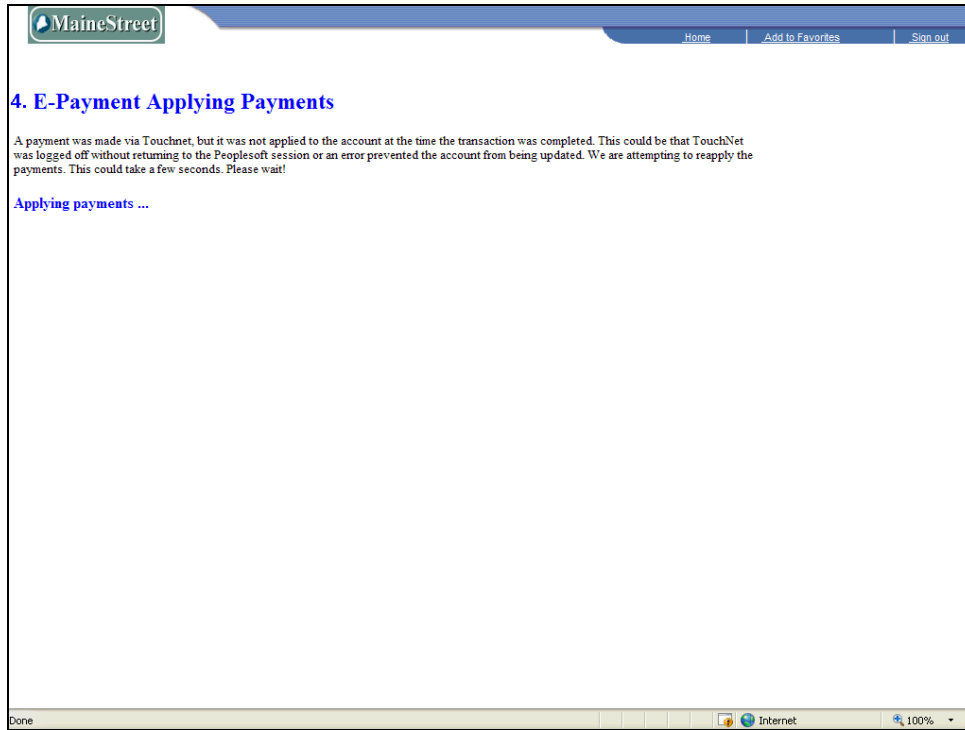 MaineStreet
Home Add to Favorites Sign out
4. E-Payment Applying Payments
A payment was made via Touchnet, but it was not applied to the account at the time the transaction was completed. This could be that TouchNet
was logged off without returning to the Peoplesoft session or an error prevented the account from being updated. We are attempting to reapply the
payments. This could take a few seconds. Please wait!
Applying payments ...
Done Internet 100%